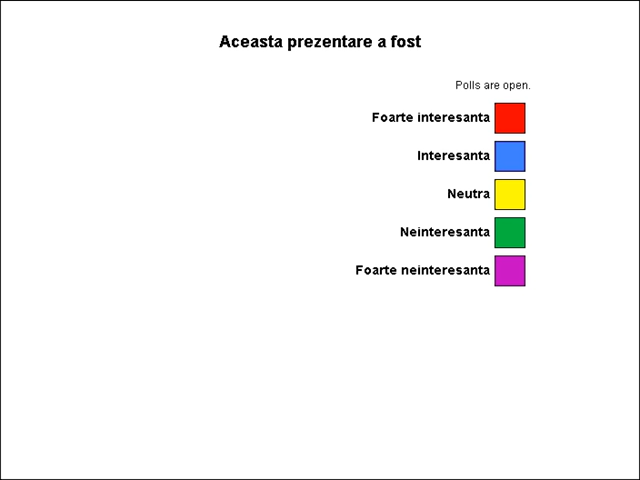 Aceasta prezentare a fost
Polls are open.
Foarte interesanta
Interesanta
Neutra
Neinteresanta
Foarte neinteresanta